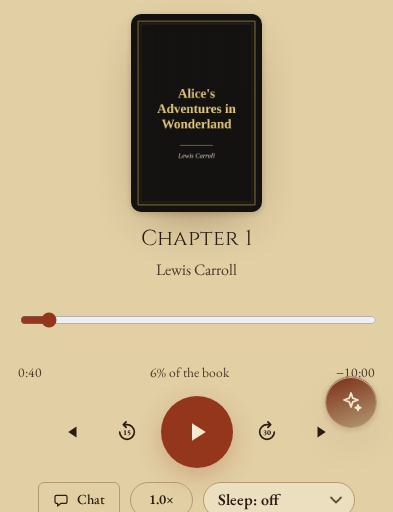 Alice's
Adventures in
Wonderland
Lewis Carroll
Chapter 1
Lewis Carroll
0:40 6% of the book −10:00
15 30
Chat 1.0× Sleep: off